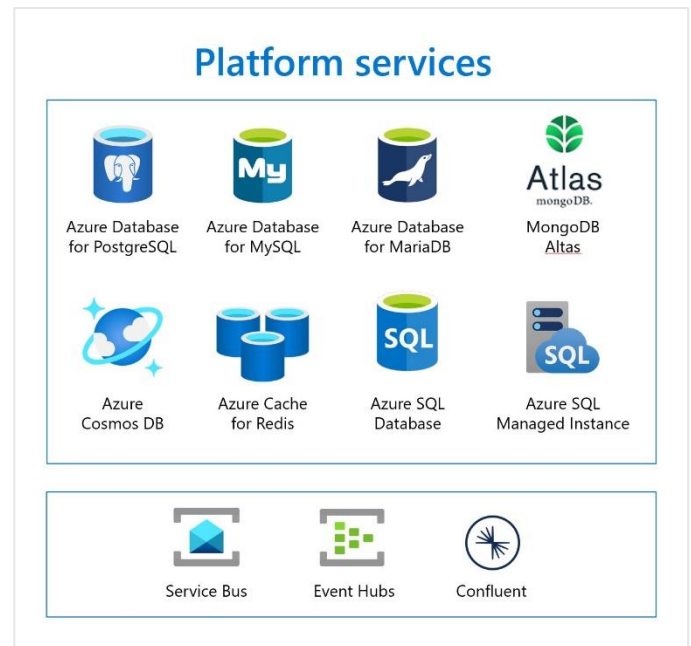 Platform services
My
Atlas
mongoDB.
Azure Database
for PostgreSQL
Azure Database
for MySQL
Azure Database
for MariaDB
MongoDB
Altas
SQL
SQL
Azure
Cosmos DB
Azure Cache
for Redis
Azure SQL
Database
Azure SQL
Managed Instance
Service Bus
Event Hubs
Confluent